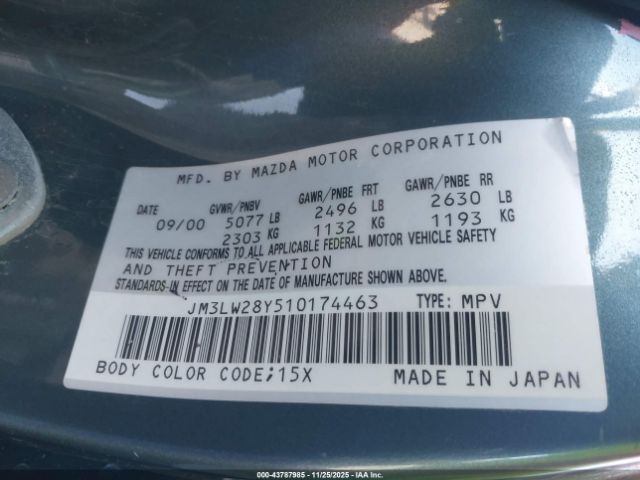 MFD. BY MAZDA MOTOR CORPORATION
DATE GVWR/PNBV GAWR/PNBE FRT GAWR/PNBE RR
09/00 5077 LB 2496 LB 2630 LB
2303 KG 1132 KG 1193 KG
THIS VEHICLE CONFORMS TO ALL APPLICABLE FEDERAL MOTOR VEHICLE SAFETY
AND THEFT PREVENTION
STANDARDS IN EFFECT ON THE DATE OF MANUFACTURE SHOWN ABOVE.
JM3LW28Y510174463 TYPE: MPV
BODY COLOR CODE;15X MADE IN JAPAN
000-43787985 - 11/25/2025 - IAA Inc.